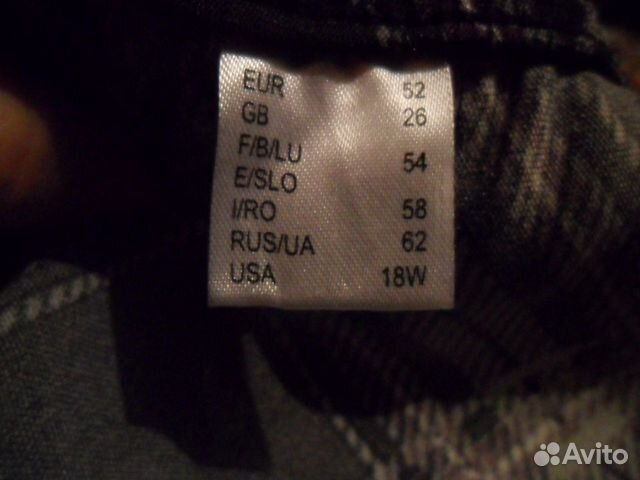 EUR 52
GB 26
F/B/LU
E/SLO 54
I/RO 58
RUS/UA 62
USA 18W
Avito